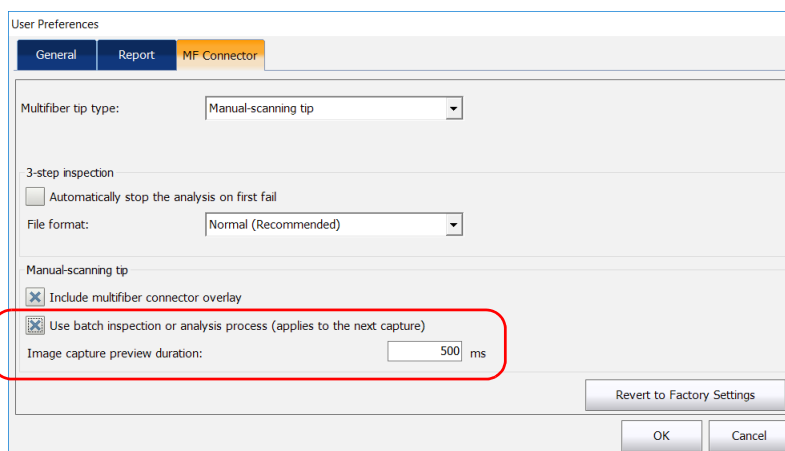 User Preferences
General Report MF Connector
Multifiber tip type: Manual-scanning tip
3-step inspection
Automatically stop the analysis on first fail
File format: Normal (Recommended)
Manual-scanning tip
Include multifiber connector overlay
Use batch inspection or analysis process (applies to the next capture)
Image capture preview duration: 500 ms
Revert to Factory Settings
OK Cancel